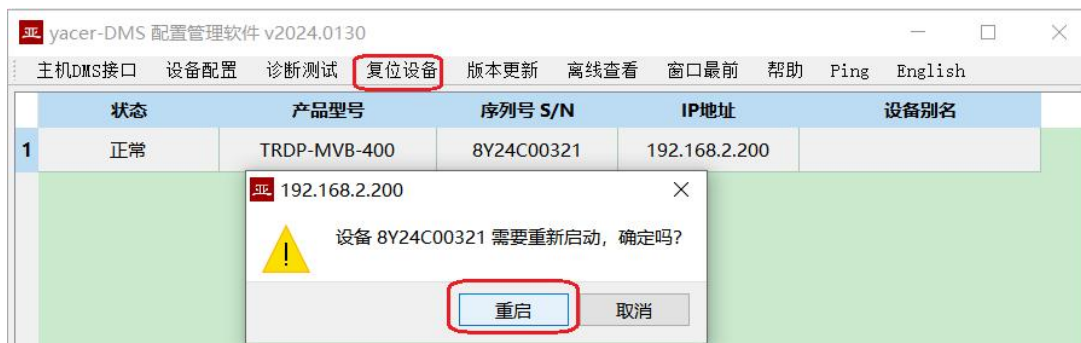 亚 yacer-DMS 配置管理软件 v2024.0130
主机DMS接口 设备配置 诊断测试 复位设备 版本更新 离线查看 窗口最前 帮助 Ping English
状态 产品型号 序列号 S/N IP地址 设备别名
1 正常 TRDP-MVB-400 8Y24C00321 192.168.2.200
亚 192.168.2.200
设备 8Y24C00321 需要重新启动，确定吗?
重启 取消